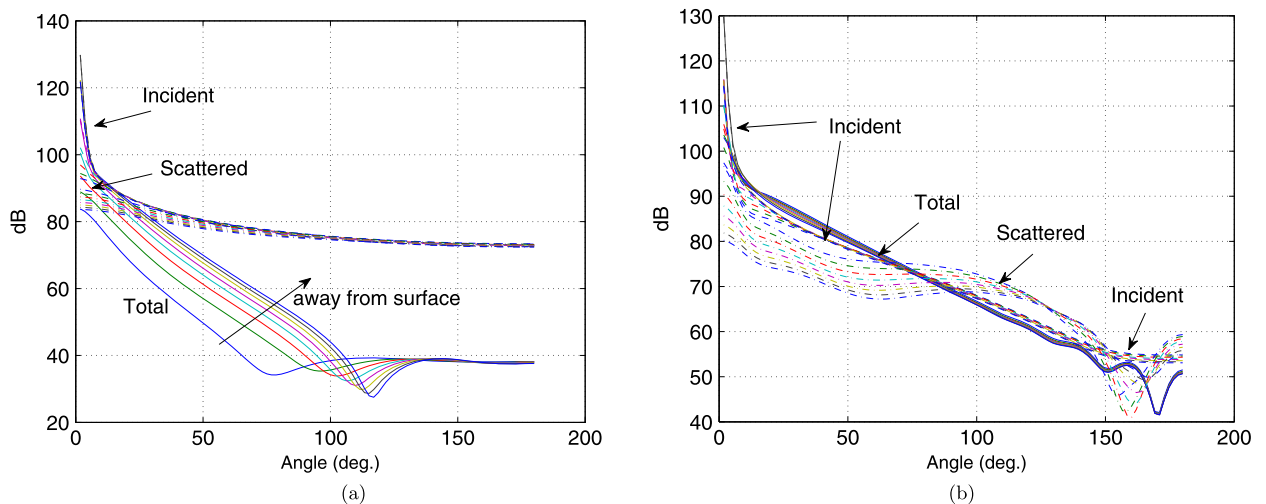 140
120
100
80
60
40
20
0
50
100
150
200
dB
Angle (deg.)
Incident
Scattered
Total
away from surface
(a)
130
120
110
100
90
80
70
60
50
40
0
50
100
150
200
dB
Angle (deg.)
Incident
Total
Scattered
Incident
(b)